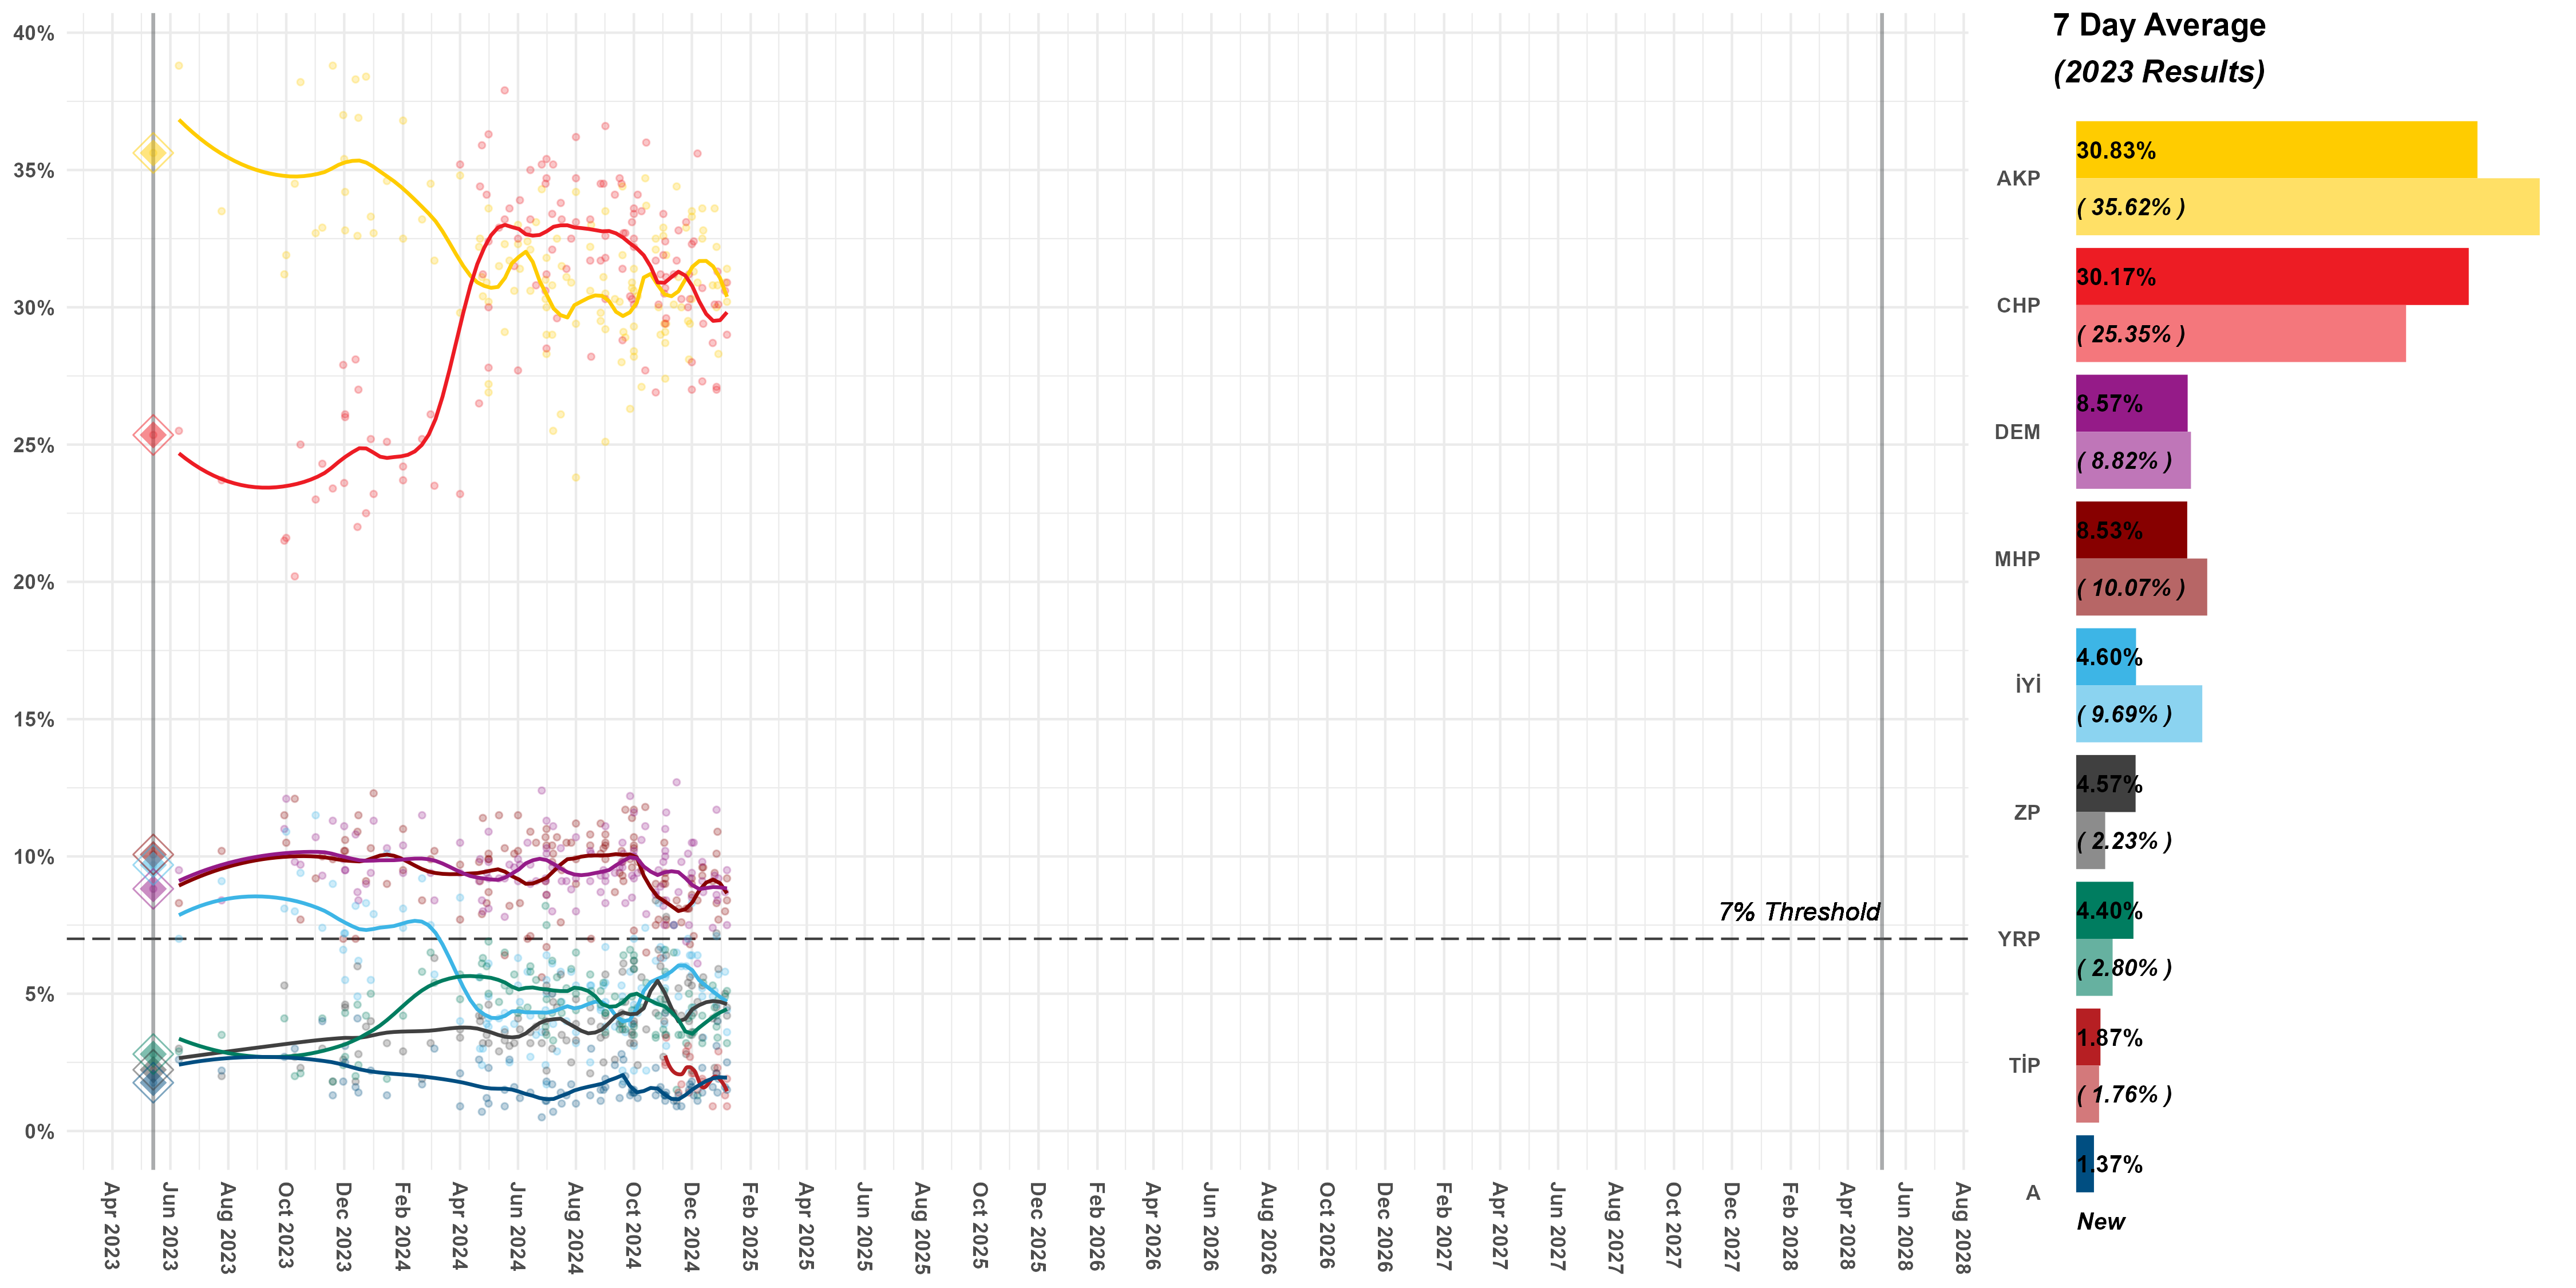 40%
35%
30%
25%
20%
15%
10%
5%
0%
7% Threshold
Apr 2023
Jun 2023
Aug 2023
Oct 2023
Dec 2023
Feb 2024
Apr 2024
Jun 2024
Aug 2024
Oct 2024
Dec 2024
Feb 2025
Apr 2025
Jun 2025
Aug 2025
Oct 2025
Dec 2025
Feb 2026
Apr 2026
Jun 2026
Aug 2026
Oct 2026
Dec 2026
Feb 2027
Apr 2027
Jun 2027
Aug 2027
Oct 2027
Dec 2027
Feb 2028
Apr 2028
Jun 2028
Aug 2028
7 Day Average
(2023 Results)
AKP
30.83%
( 35.62% )
CHP
30.17%
( 25.35% )
DEM
8.57%
( 8.82% )
MHP
8.53%
( 10.07% )
İYİ
4.60%
( 9.69% )
ZP
4.57%
( 2.23% )
YRP
4.40%
( 2.80% )
TİP
1.87%
( 1.76% )
A
1.37%
New